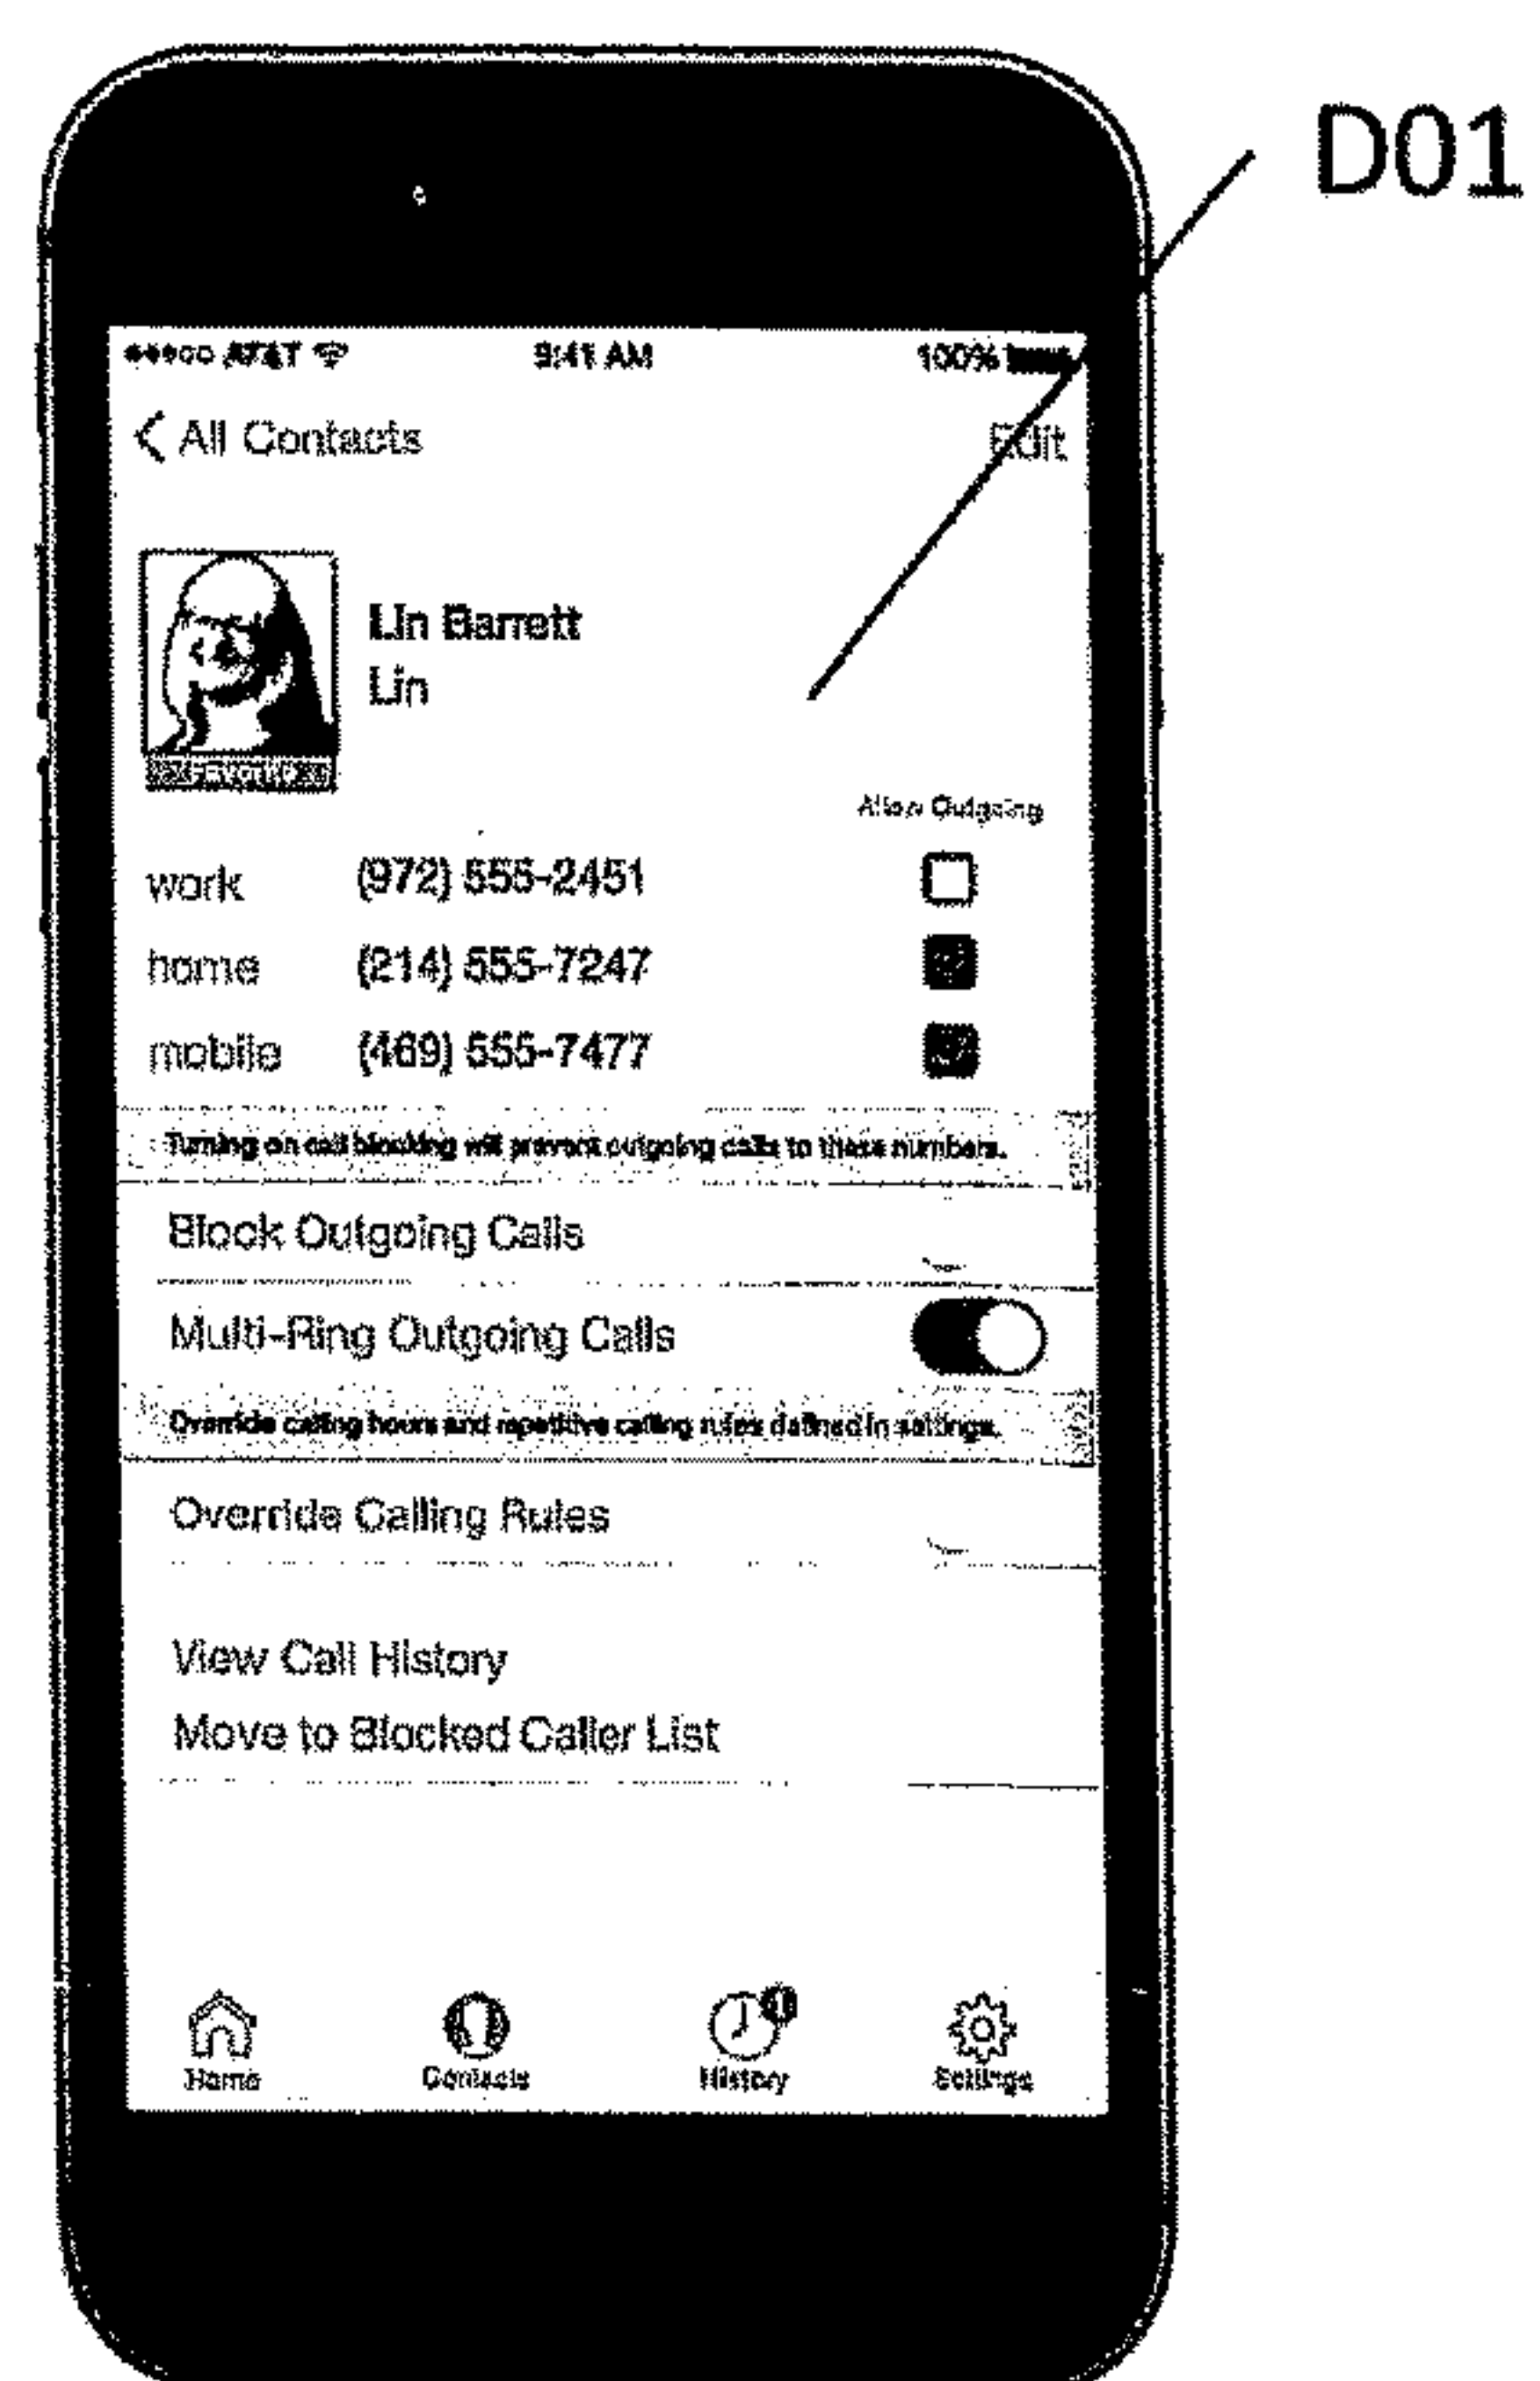 D01
AT&T 9:41 AM 100%
All Contacts Edit
Lin Barrett
Lin
Favorite
Allow Outgoing
work (972) 555-2451
home (214) 555-7247
mobile (469) 555-7477
Turning on call blocking will prevent outgoing calls to these numbers.
Block Outgoing Calls
Multi-Ring Outgoing Calls
Override calling hours and repetitive calling rules defined in settings.
Override Calling Rules
View Call History
Move to Blocked Caller List
Home Contacts History Settings